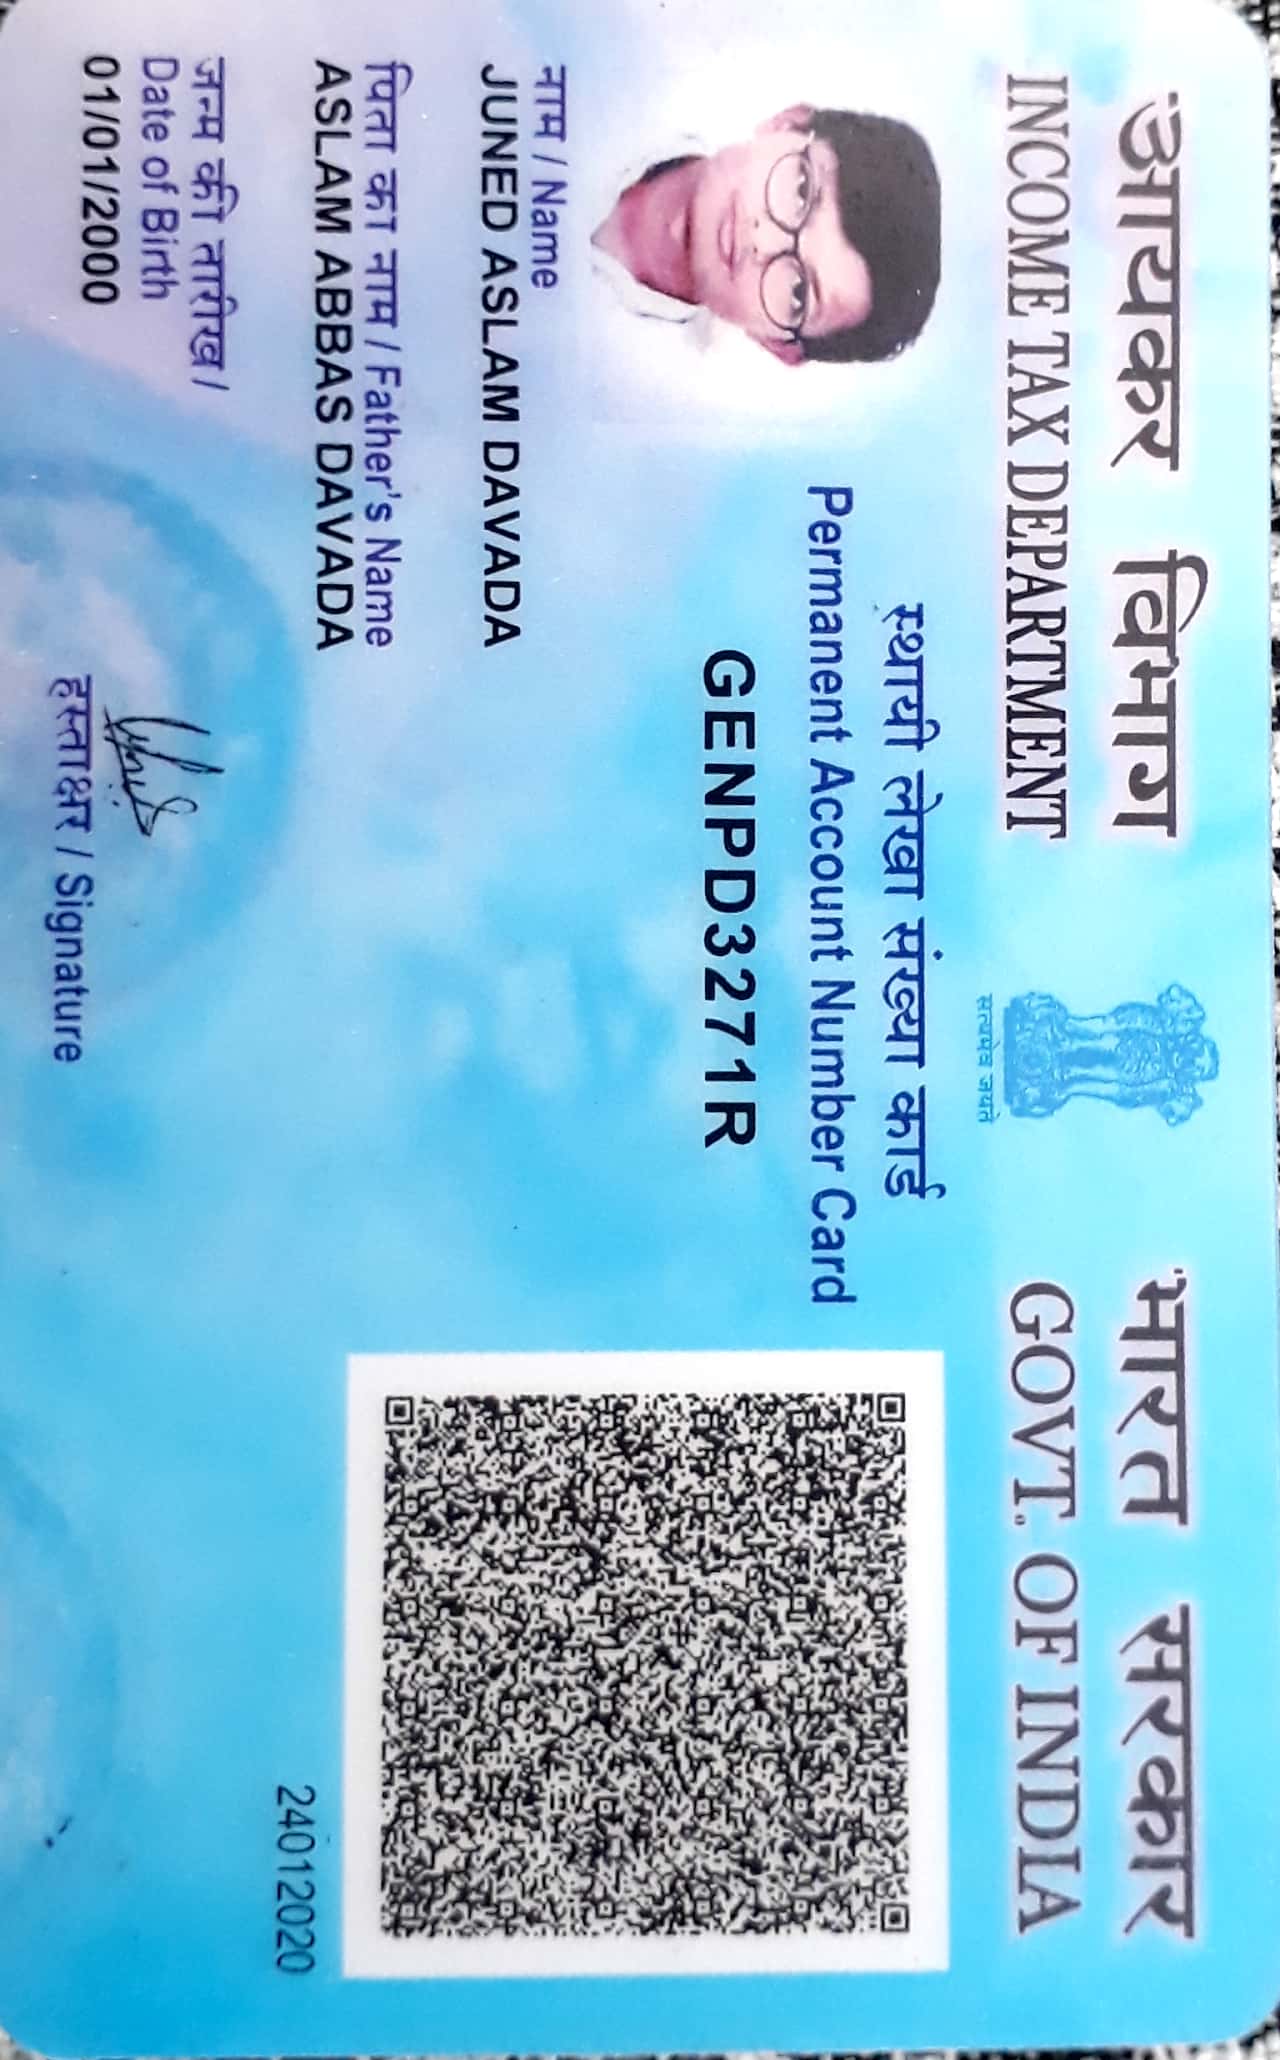 आयकर विभाग
INCOME TAX DEPARTMENT
सत्यमेव जयते
भारत सरकार
GOVT. OF INDIA
स्थायी लेखा संख्या कार्ड
Permanent Account Number Card
GENPD3271R
नाम / Name
JUNED ASLAM DAVADA
पिता का नाम / Father's Name
ASLAM ABBAS DAVADA
जन्म की तारीख /
Date of Birth
01/01/2000
हस्ताक्षर / Signature
24012020